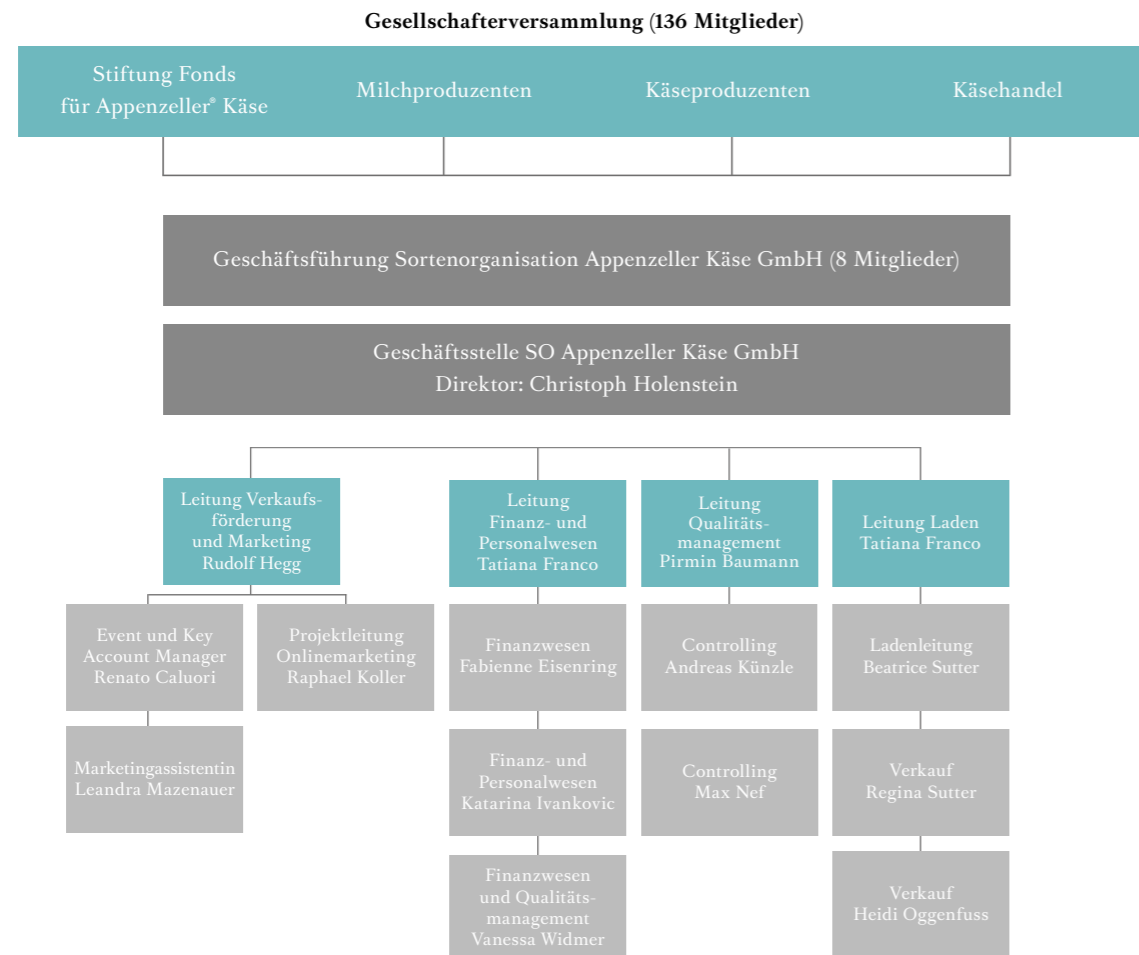 Gesellschafterversammlung (136 Mitglieder)
Stiftung Fonds
für Appenzeller® Käse
Milchproduzenten
Käseproduzenten
Käsehandel
Geschäftsführung Sortenorganisation Appenzeller Käse GmbH (8 Mitglieder)
Geschäftsstelle SO Appenzeller Käse GmbH
Direktor: Christoph Holenstein
Leitung Verkaufs-
förderung
und Marketing
Rudolf Hegg
Leitung
Finanz- und
Personalwesen
Tatiana Franco
Leitung
Qualitäts-
management
Pirmin Baumann
Leitung Laden
Tatiana Franco
Event und Key
Account Manager
Renato Caluori
Projektleitung
Onlinemarketing
Raphael Koller
Finanzwesen
Fabienne Eisenring
Controlling
Andreas Künzle
Ladenleitung
Beatrice Sutter
Marketingassistentin
Leandra Mazenauer
Finanz- und
Personalwesen
Katarina Ivankovic
Controlling
Max Nef
Verkauf
Regina Sutter
Finanzwesen
und Qualitäts-
management
Vanessa Widmer
Verkauf
Heidi Oggenfuss